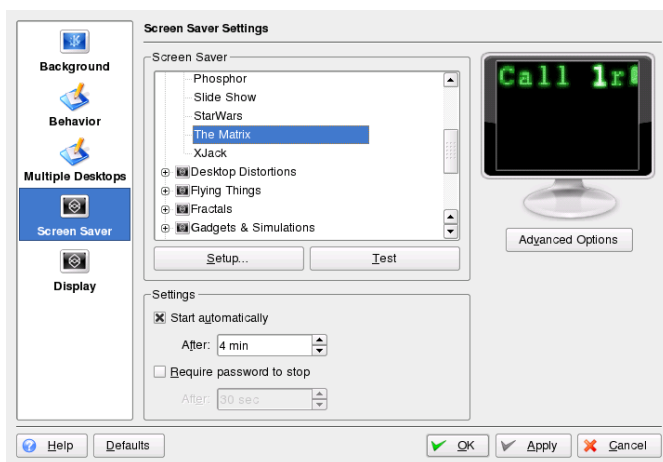 Background
Behavior
Multiple Desktops
Screen Saver
Display
Screen Saver Settings
Screen Saver
Phosphor
Slide Show
StarWars
The Matrix
XJack
Desktop Distortions
Flying Things
Fractals
Gadgets & Simulations
Setup...
Test
Call 1r
Advanced Options
Settings
Start automatically
After: 4 min
Require password to stop
After: 30 sec
Help
Defaults
OK
Apply
Cancel